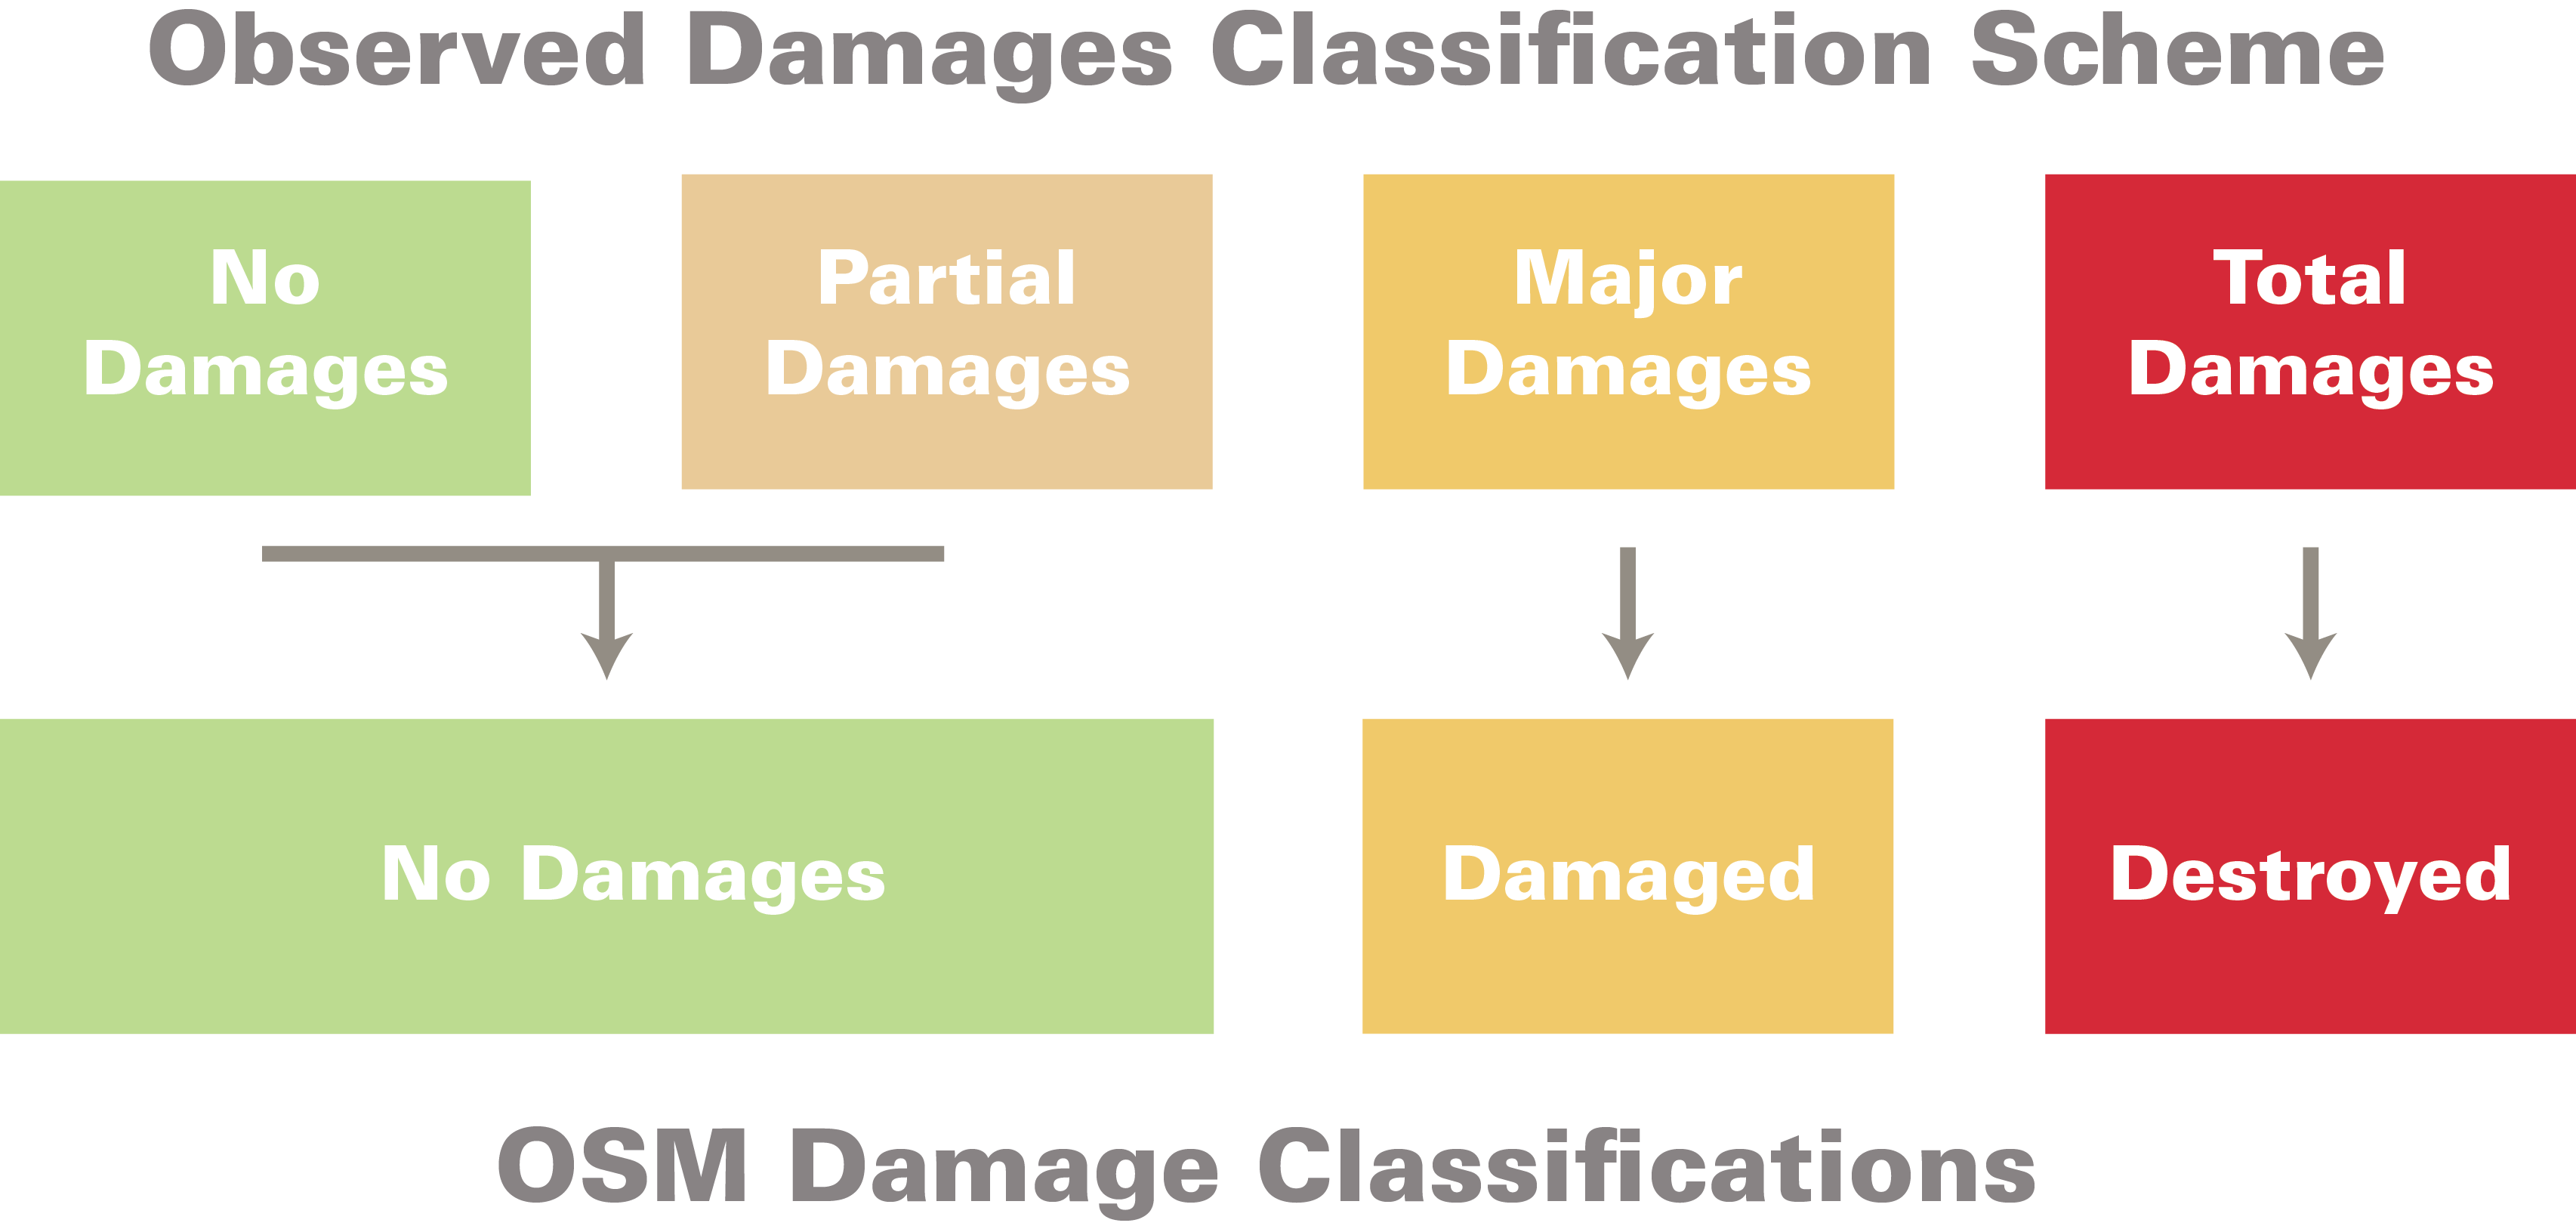 Observed Damages Classification Scheme
No
Damages
Partial
Damages
Major
Damages
Total
Damages
No Damages
Damaged
Destroyed
OSM Damage Classifications